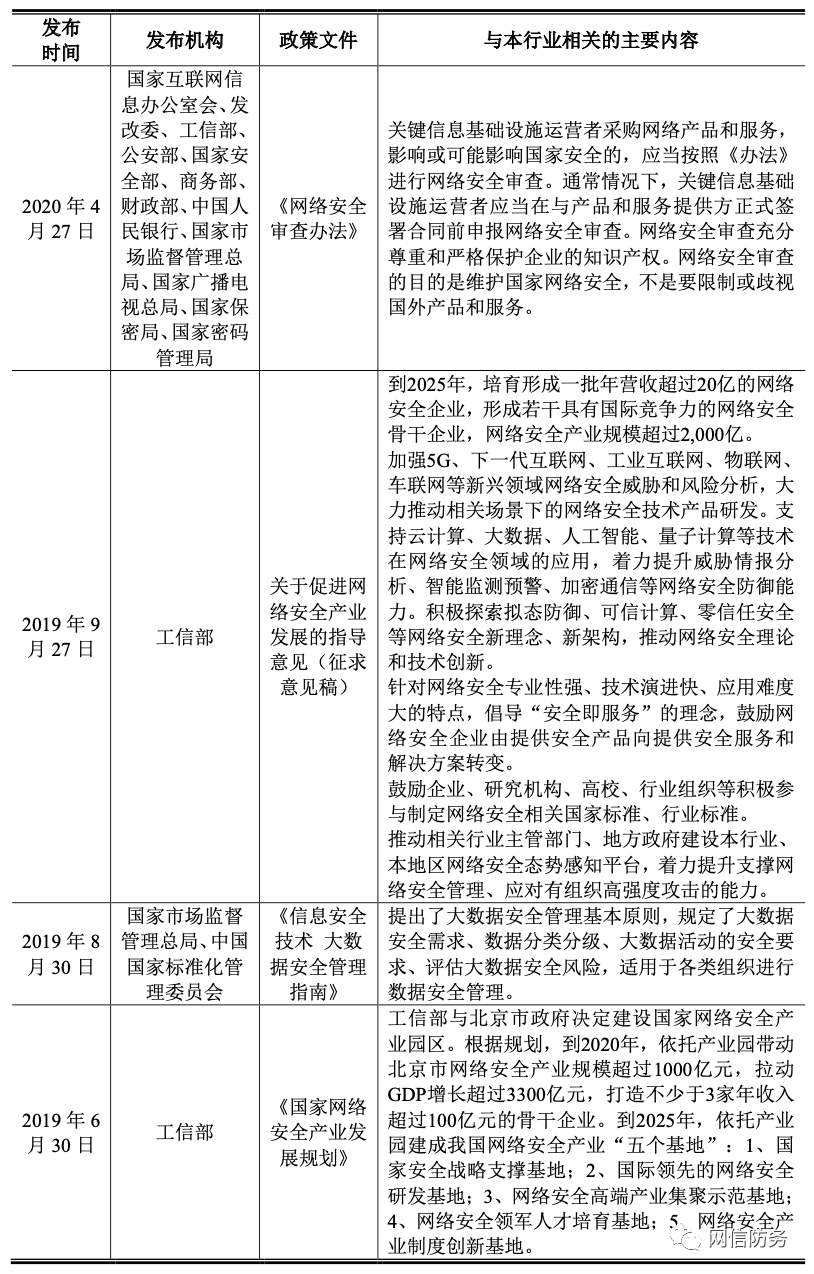 发布
时间
发布机构
政策文件
与本行业相关的主要内容
2020 年 4
月 27 日
国家互联网信
息办公室会、发
改委、工信部、
公安部、国家安
全部、商务部、
财政部、中国人
民银行、国家市
场监督管理总
局、国家广播电
视总局、国家保
密局、国家密码
管理局
《网络安全
审查办法》
关键信息基础设施运营者采购网络产品和服务，
影响或可能影响国家安全的，应当按照《办法》
进行网络安全审查。通常情况下，关键信息基础
设施运营者应当在与产品和服务提供方正式签
署合同前申报网络安全审查。网络安全审查充分
尊重和严格保护企业的知识产权。网络安全审查
的目的是维护国家网络安全，不是要限制或歧视
国外产品和服务。
2019 年 9
月 27 日
工信部
关于促进网
络安全产业
发展的指导
意见（征求
意见稿）
到2025年，培育形成一批年营收超过20亿的网络
安全企业，形成若干具有国际竞争力的网络安全
骨干企业，网络安全产业规模超过2,000亿。
加强5G、下一代互联网、工业互联网、物联网、
车联网等新兴领域网络安全威胁和风险分析，大
力推动相关场景下的网络安全技术产品研发。支
持云计算、大数据、人工智能、量子计算等技术
在网络安全领域的应用，着力提升威胁情报分
析、智能监测预警、加密通信等网络安全防御能
力。积极探索拟态防御、可信计算、零信任安全
等网络安全新理念、新架构，推动网络安全理论
和技术创新。
针对网络安全专业性强、技术演进快、应用难度
大的特点，倡导“安全即服务”的理念，鼓励网
络安全企业由提供安全产品向提供安全服务和
解决方案转变。
鼓励企业、研究机构、高校、行业组织等积极参
与制定网络安全相关国家标准、行业标准。
推动相关行业主管部门、地方政府建设本行业、
本地区网络安全态势感知平台，着力提升支撑网
络安全管理、应对有组织高强度攻击的能力。
2019 年 8
月 30 日
国家市场监督
管理总局、中国
国家标准化管
理委员会
《信息安全
技术 大数
据安全管理
指南》
提出了大数据安全管理基本原则，规定了大数据
安全需求、数据分类分级、大数据活动的安全要
求、评估大数据安全风险，适用于各类组织进行
数据安全管理。
2019 年 6
月 30 日
工信部
《国家网络
安全产业发
展规划》
工信部与北京市政府决定建设国家网络安全产
业园区。根据规划，到2020年，依托产业园带动
北京市网络安全产业规模超过1000亿元，拉动
GDP增长超过3300亿元，打造不少于3家年收入
超过100亿元的骨干企业。到2025年，依托产业
园建成我国网络安全产业“五个基地”：1、国
家安全战略支撑基地；2、国际领先的网络安全
研发基地；3、网络安全高端产业集聚示范基地；
4、网络安全领军人才培育基地；5、网络安全产
业制度创新基地。
网信防务